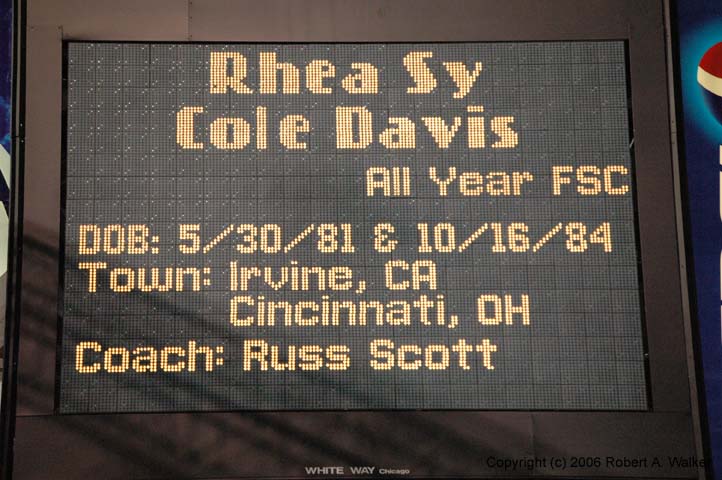 Rhea Sy
Cole Davis
All Year FSC
DOB: 5/30/81 & 10/16/84
Town: Irvine, CA
Cincinnati, OH
Coach: Russ Scott
WHITE WAY Chicago
Copyright (c) 2006 Robert A. Walker